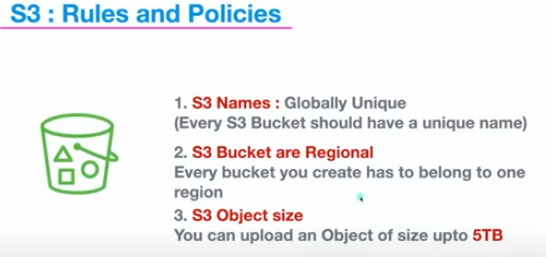 S3 : Rules and Policies
1. S3 Names : Globally Unique
(Every S3 Bucket should have a unique name)
2. S3 Bucket are Regional
Every bucket you create has to belong to one
region
3. S3 Object size
You can upload an Object of size upto 5TB